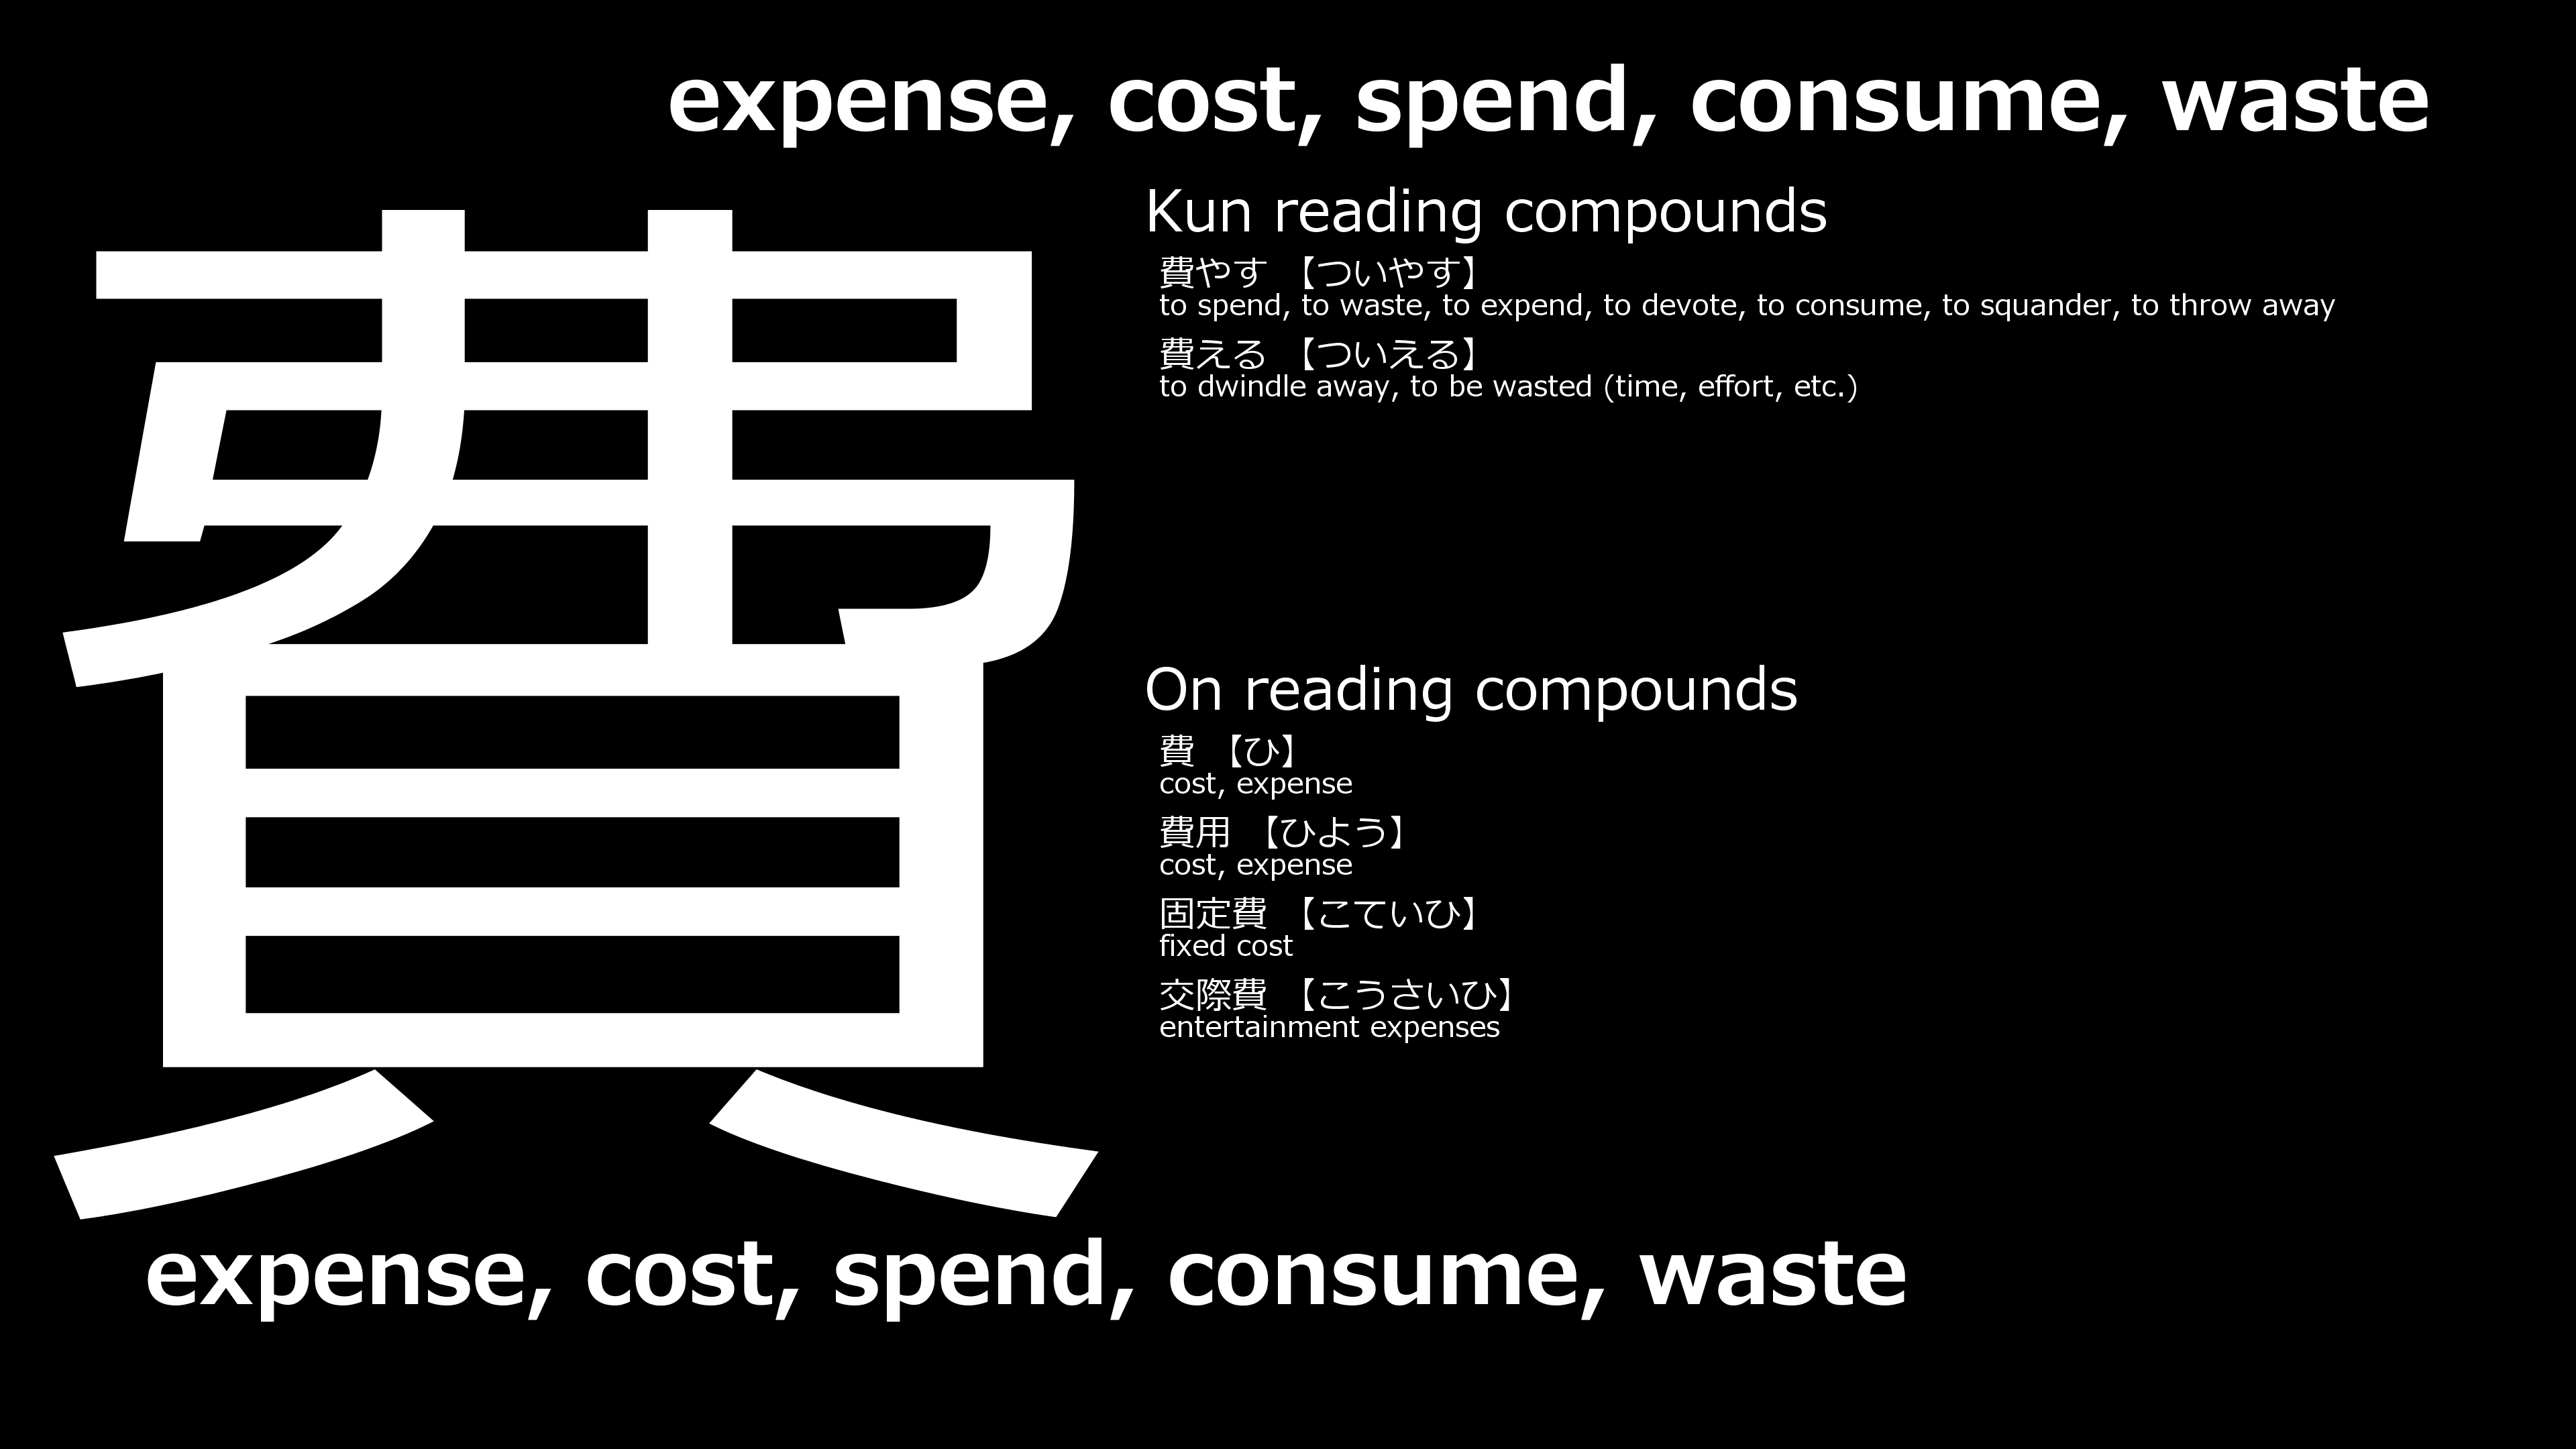 expense, cost, spend, consume, waste
費
Kun reading compounds
費やす 【ついやす】
to spend, to waste, to expend, to devote, to consume, to squander, to throw away
費える 【ついえる】
to dwindle away, to be wasted (time, effort, etc.)
On reading compounds
費 【ひ】
cost, expense
費用 【ひよう】
cost, expense
固定費 【こていひ】
fixed cost
交際費 【こうさいひ】
entertainment expenses
expense, cost, spend, consume, waste